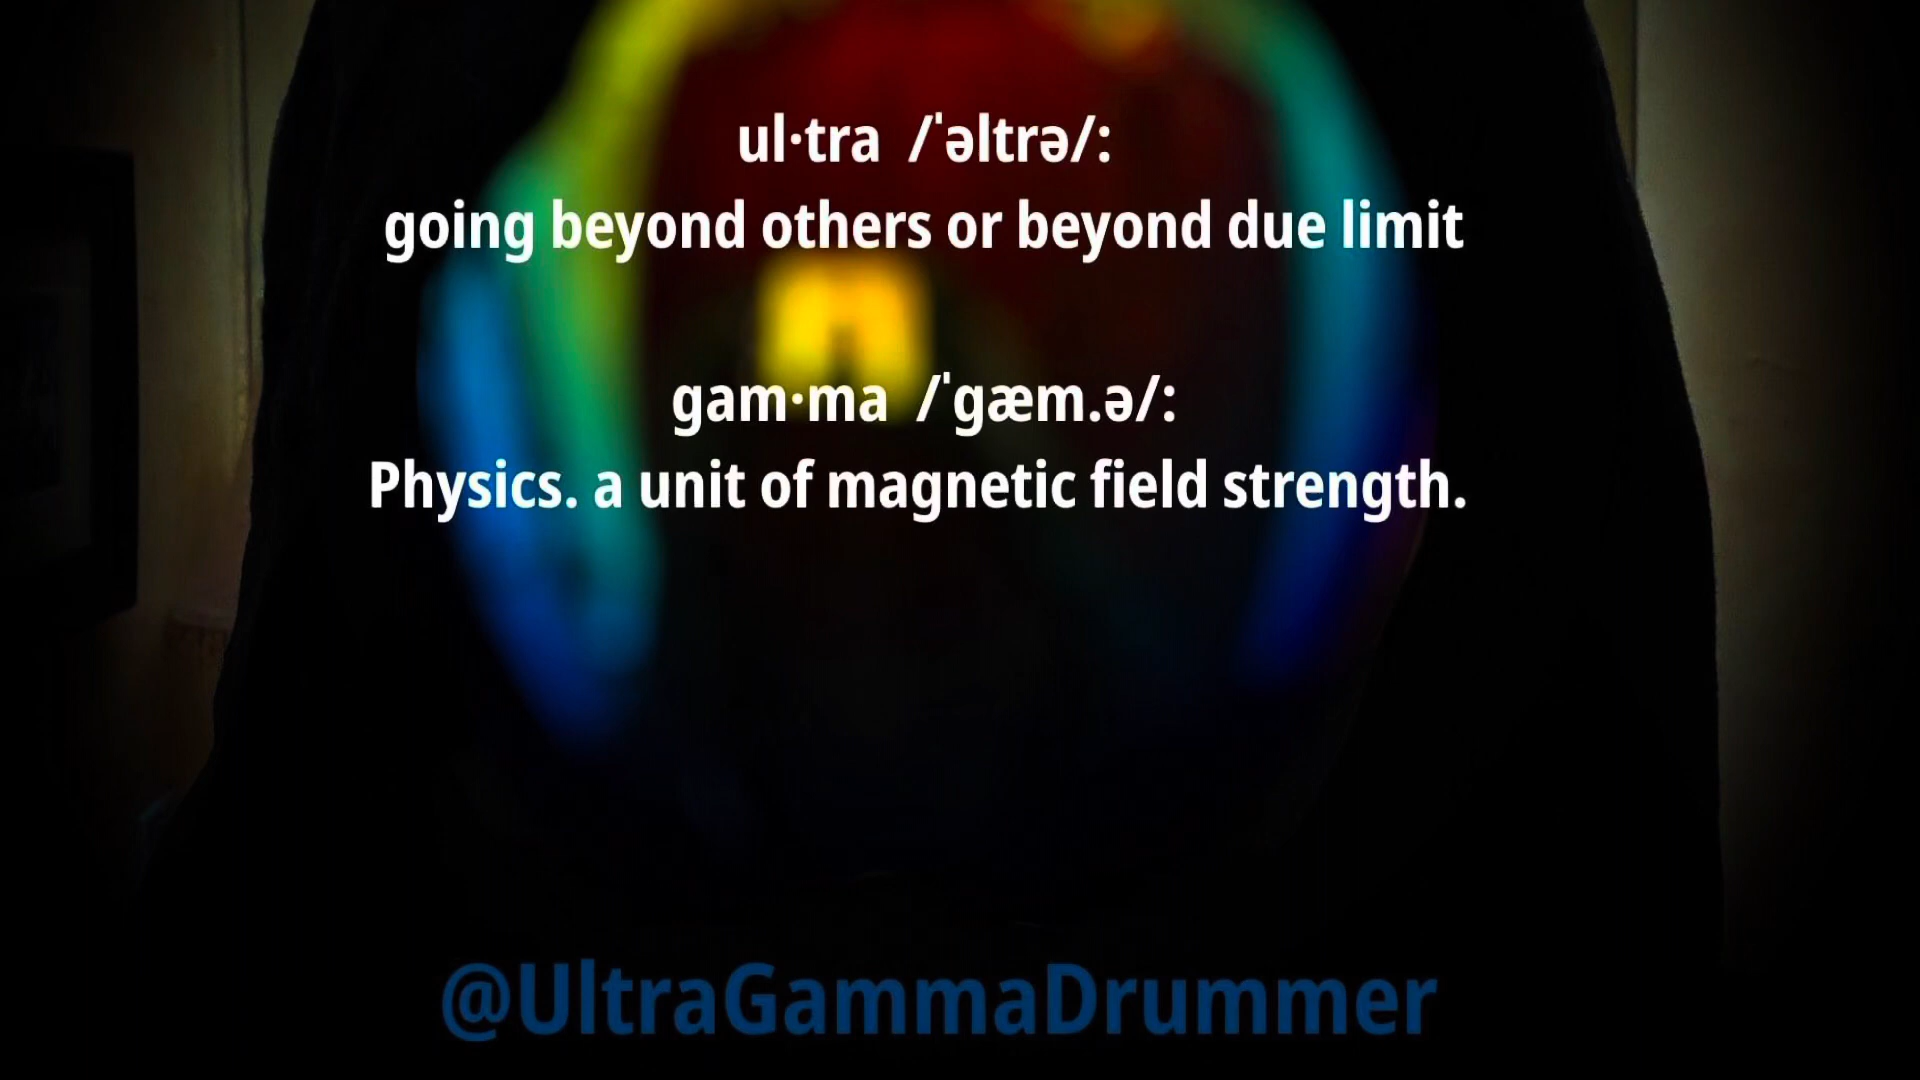 ul·tra /ˈəltrə/:
going beyond others or beyond due limit
gam·ma /ˈɡæm.ə/:
Physics. a unit of magnetic field strength.
@UltraGammaDrummer